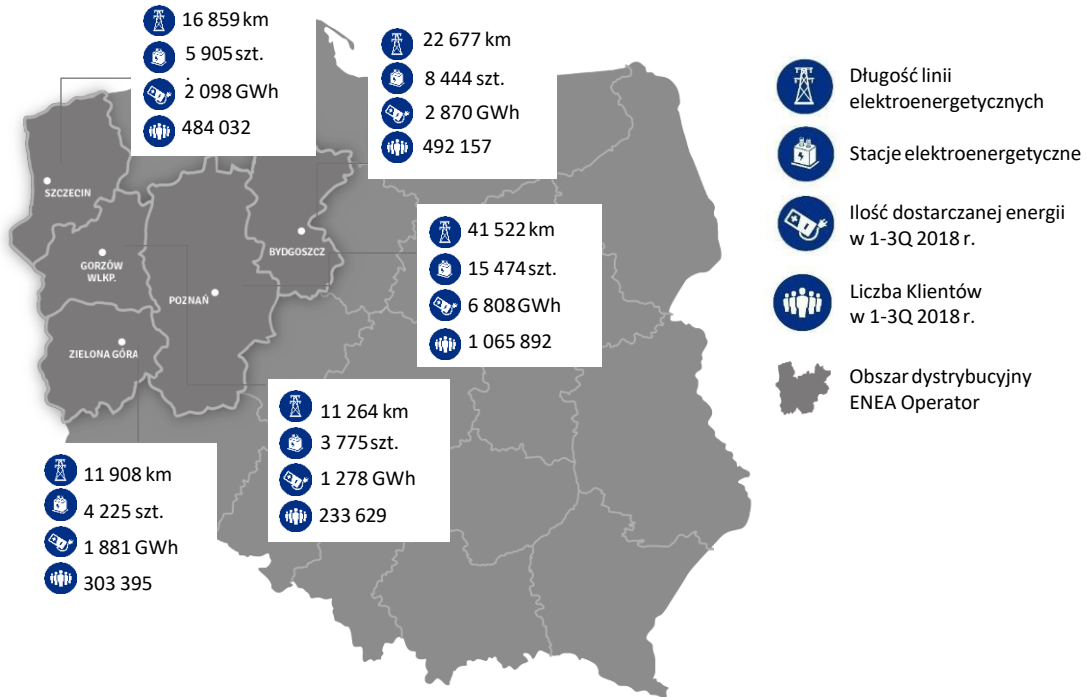 16 859 km
5 905 szt.
2 098 GWh
484 032
22 677 km
8 444 szt.
2 870 GWh
492 157
Długość linii
elektroenergetycznych
Stacje elektroenergetyczne
Ilość dostarczanej energii
w 1-3Q 2018 r.
Liczba Klientów
w 1-3Q 2018 r.
Obszar dystrybucyjny
ENEA Operator
SZCZECIN
GORZÓW
WLKP.
BYDGOSZCZ
POZNAŃ
ZIELONA GÓRA
41 522 km
15 474 szt.
6 808 GWh
1 065 892
11 264 km
3 775 szt.
1 278 GWh
233 629
11 908 km
4 225 szt.
1 881 GWh
303 395